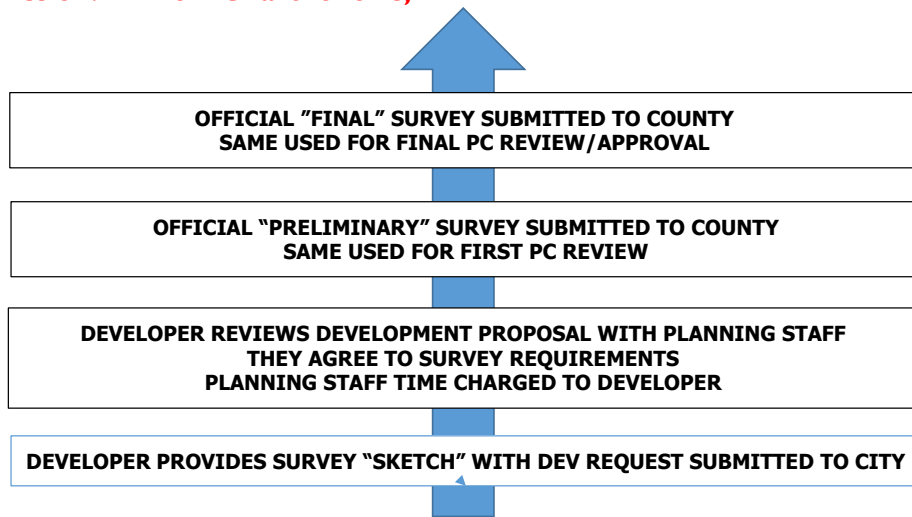 OFFICIAL ”FINAL” SURVEY SUBMITTED TO COUNTY
SAME USED FOR FINAL PC REVIEW/APPROVAL
OFFICIAL “PRELIMINARY” SURVEY SUBMITTED TO COUNTY
SAME USED FOR FIRST PC REVIEW
DEVELOPER REVIEWS DEVELOPMENT PROPOSAL WITH PLANNING STAFF
THEY AGREE TO SURVEY REQUIREMENTS
PLANNING STAFF TIME CHARGED TO DEVELOPER
DEVELOPER PROVIDES SURVEY “SKETCH” WITH DEV REQUEST SUBMITTED TO CITY